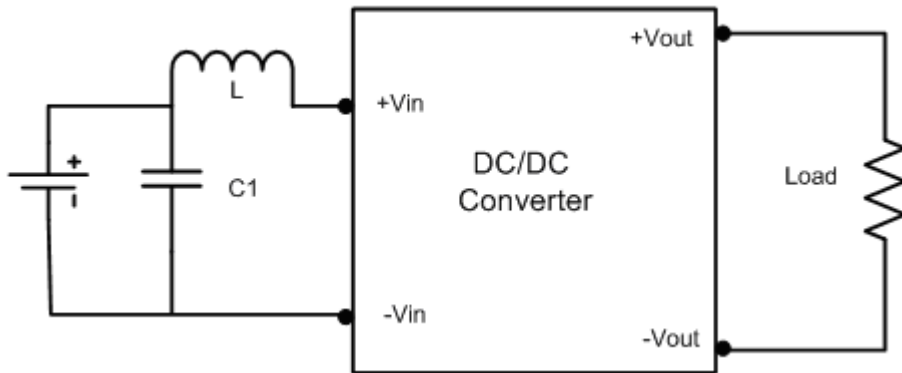 +Vout
L
+Vin
C1
DC/DC
Converter
Load
-Vin
-Vout
+
-